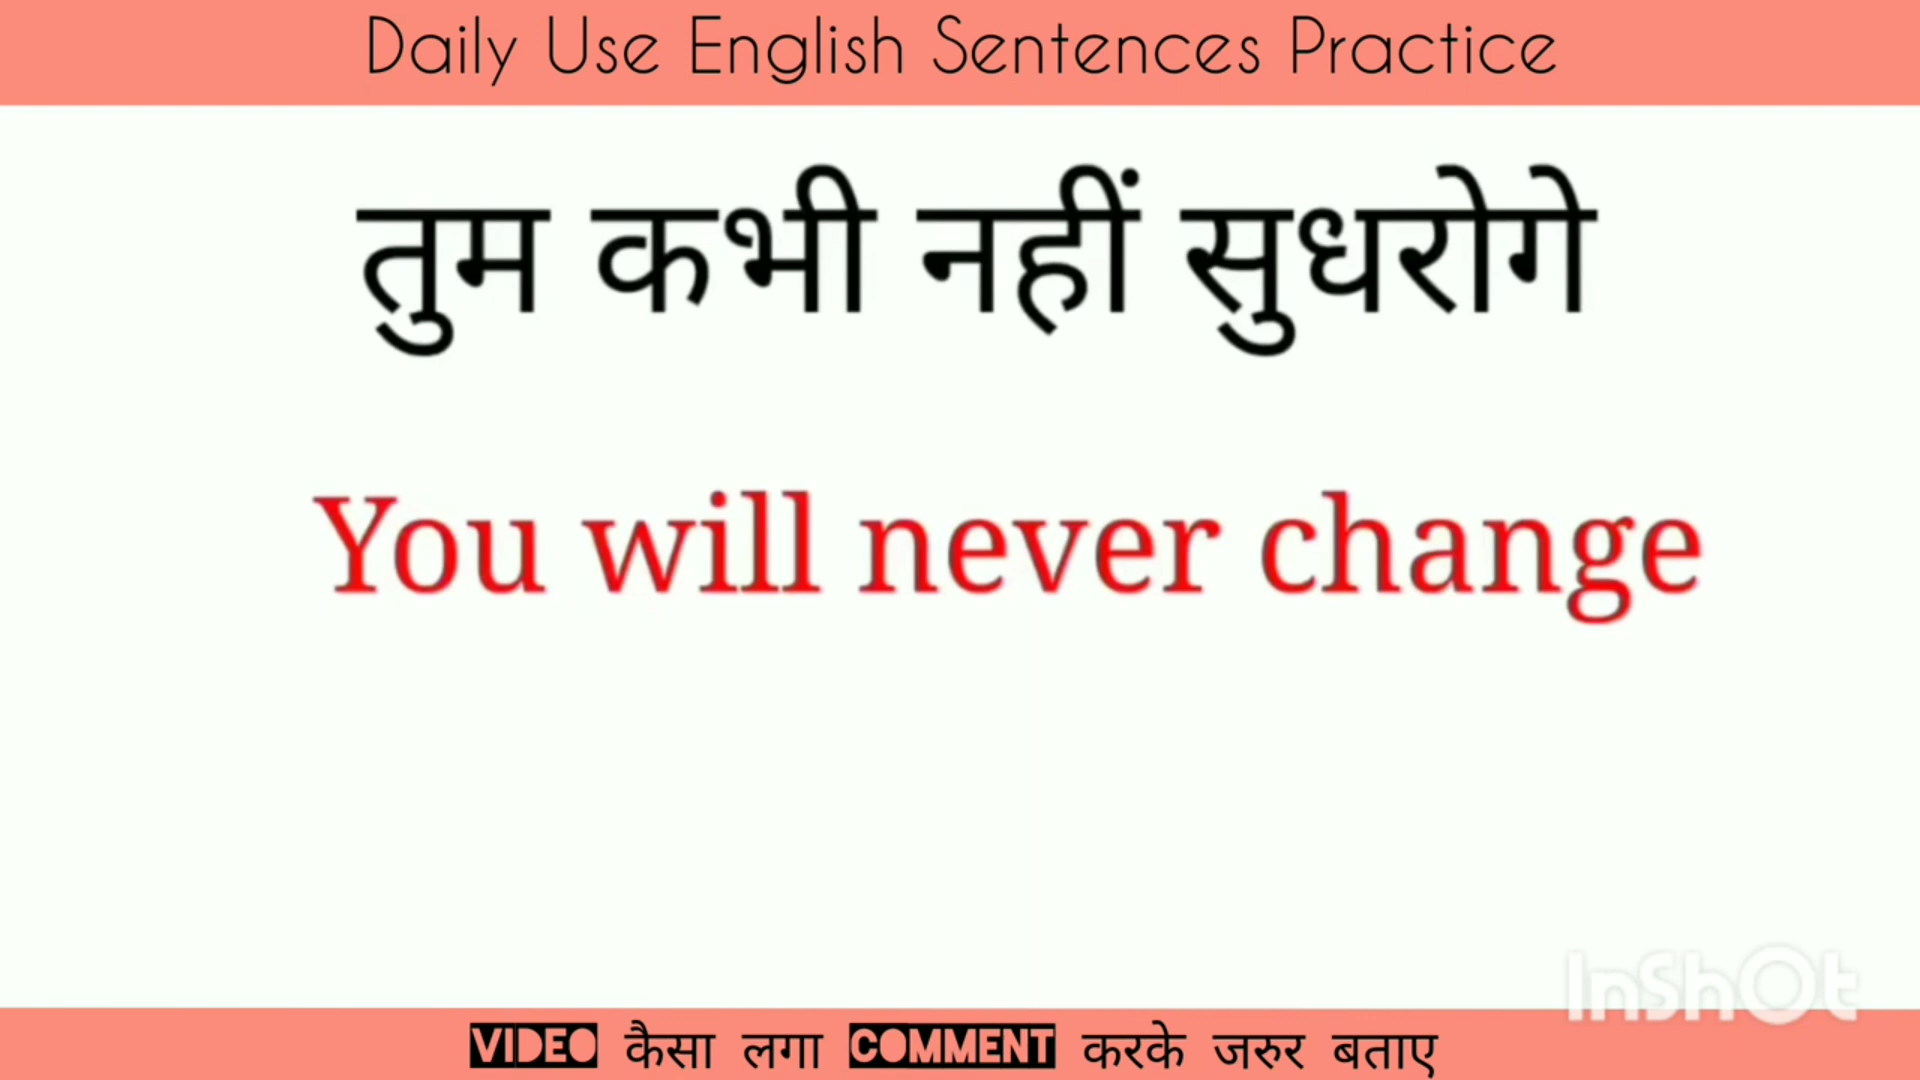 Daily Use English Sentences Practice
तुम कभी नहीं सुधरोगे
You will never change
InShOt
VIDEO कैसा लगा COMMENT करके जरुर बताए